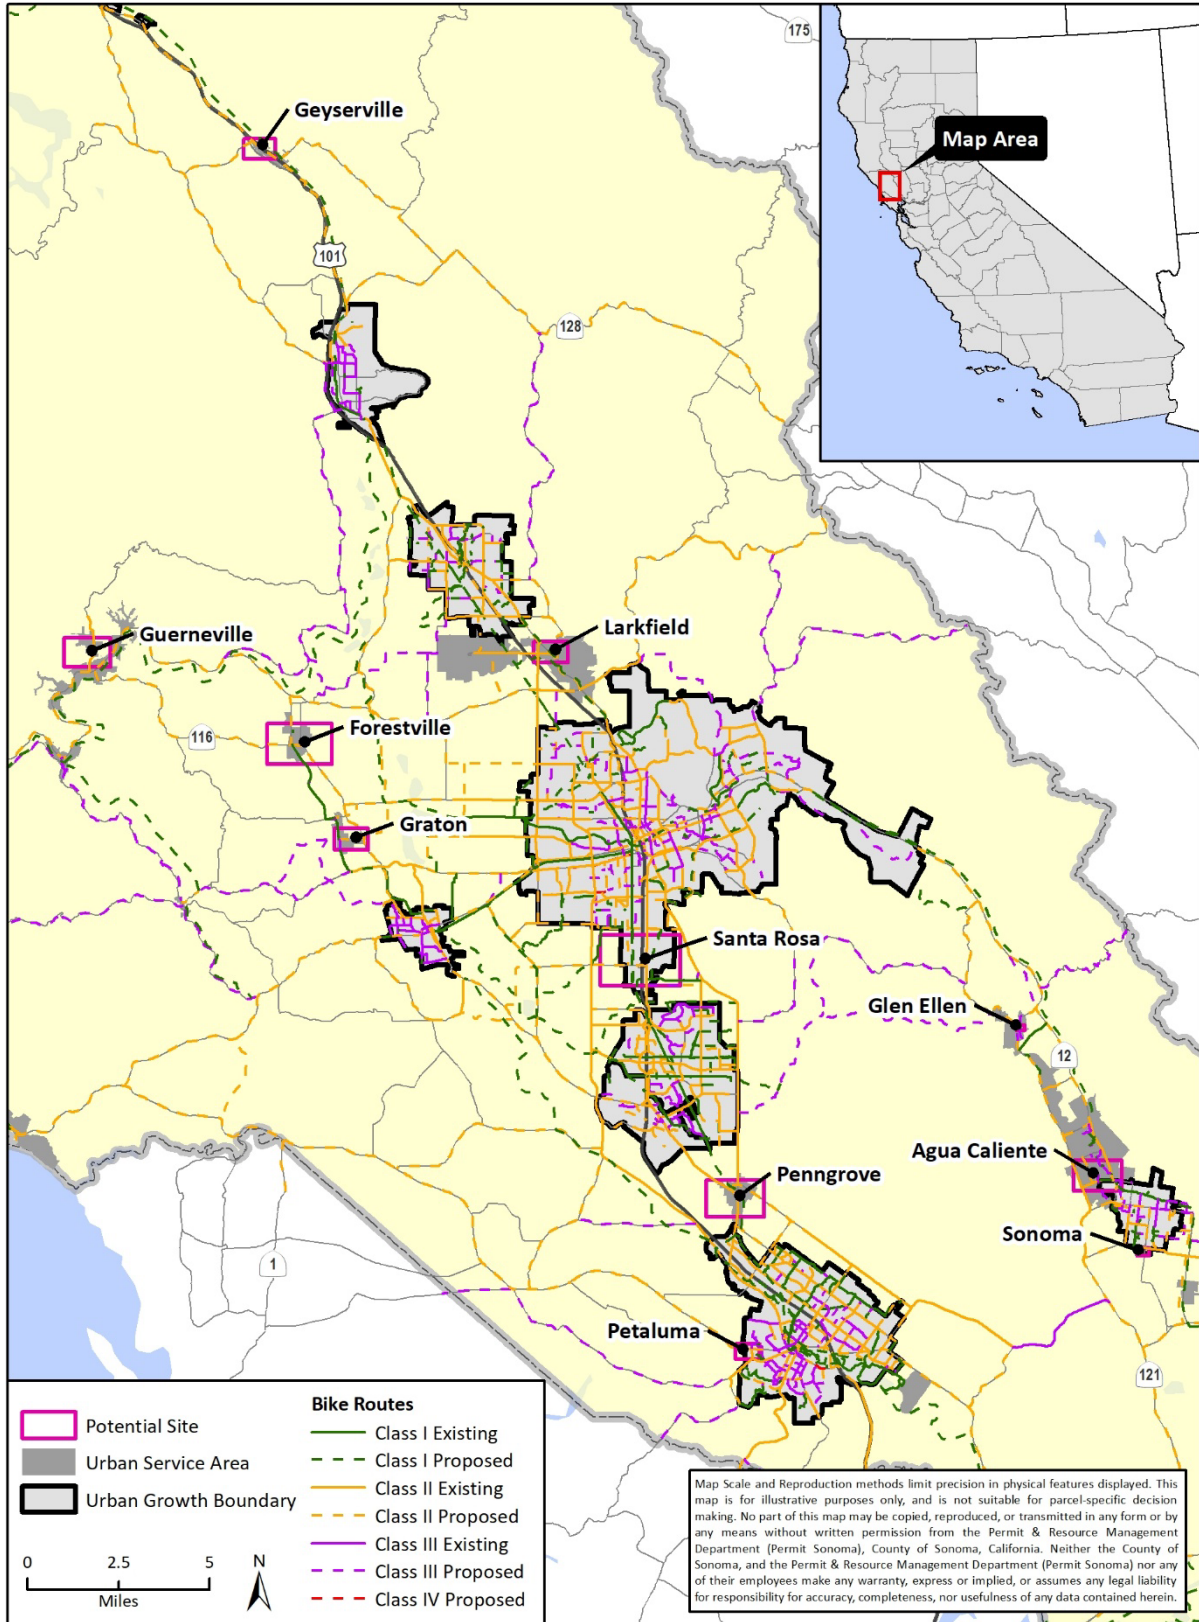 175
Geyserville
Map Area
101
128
Guerneville
Larkfield
Forestville
116
Graton
Santa Rosa
Glen Ellen
12
Agua Caliente
Penngrove
Sonoma
1
Petaluma
121
Potential Site
Urban Service Area
Urban Growth Boundary
0 2.5 5
Miles
N
Bike Routes
Class I Existing
Class I Proposed
Class II Existing
Class II Proposed
Class III Existing
Class III Proposed
Class IV Proposed
Map Scale and Reproduction methods limit precision in physical features displayed. This
map is for illustrative purposes only, and is not suitable for parcel-specific decision
making. No part of this map may be copied, reproduced, or transmitted in any form or by
any means without written permission from the Permit & Resource Management
Department (Permit Sonoma), County of Sonoma, California. Neither the County of
Sonoma, and the Permit & Resource Management Department (Permit Sonoma) nor any
of their employees make any warranty, express or implied, or assumes any legal liability
for responsibility for accuracy, completeness, nor usefulness of any data contained herein.